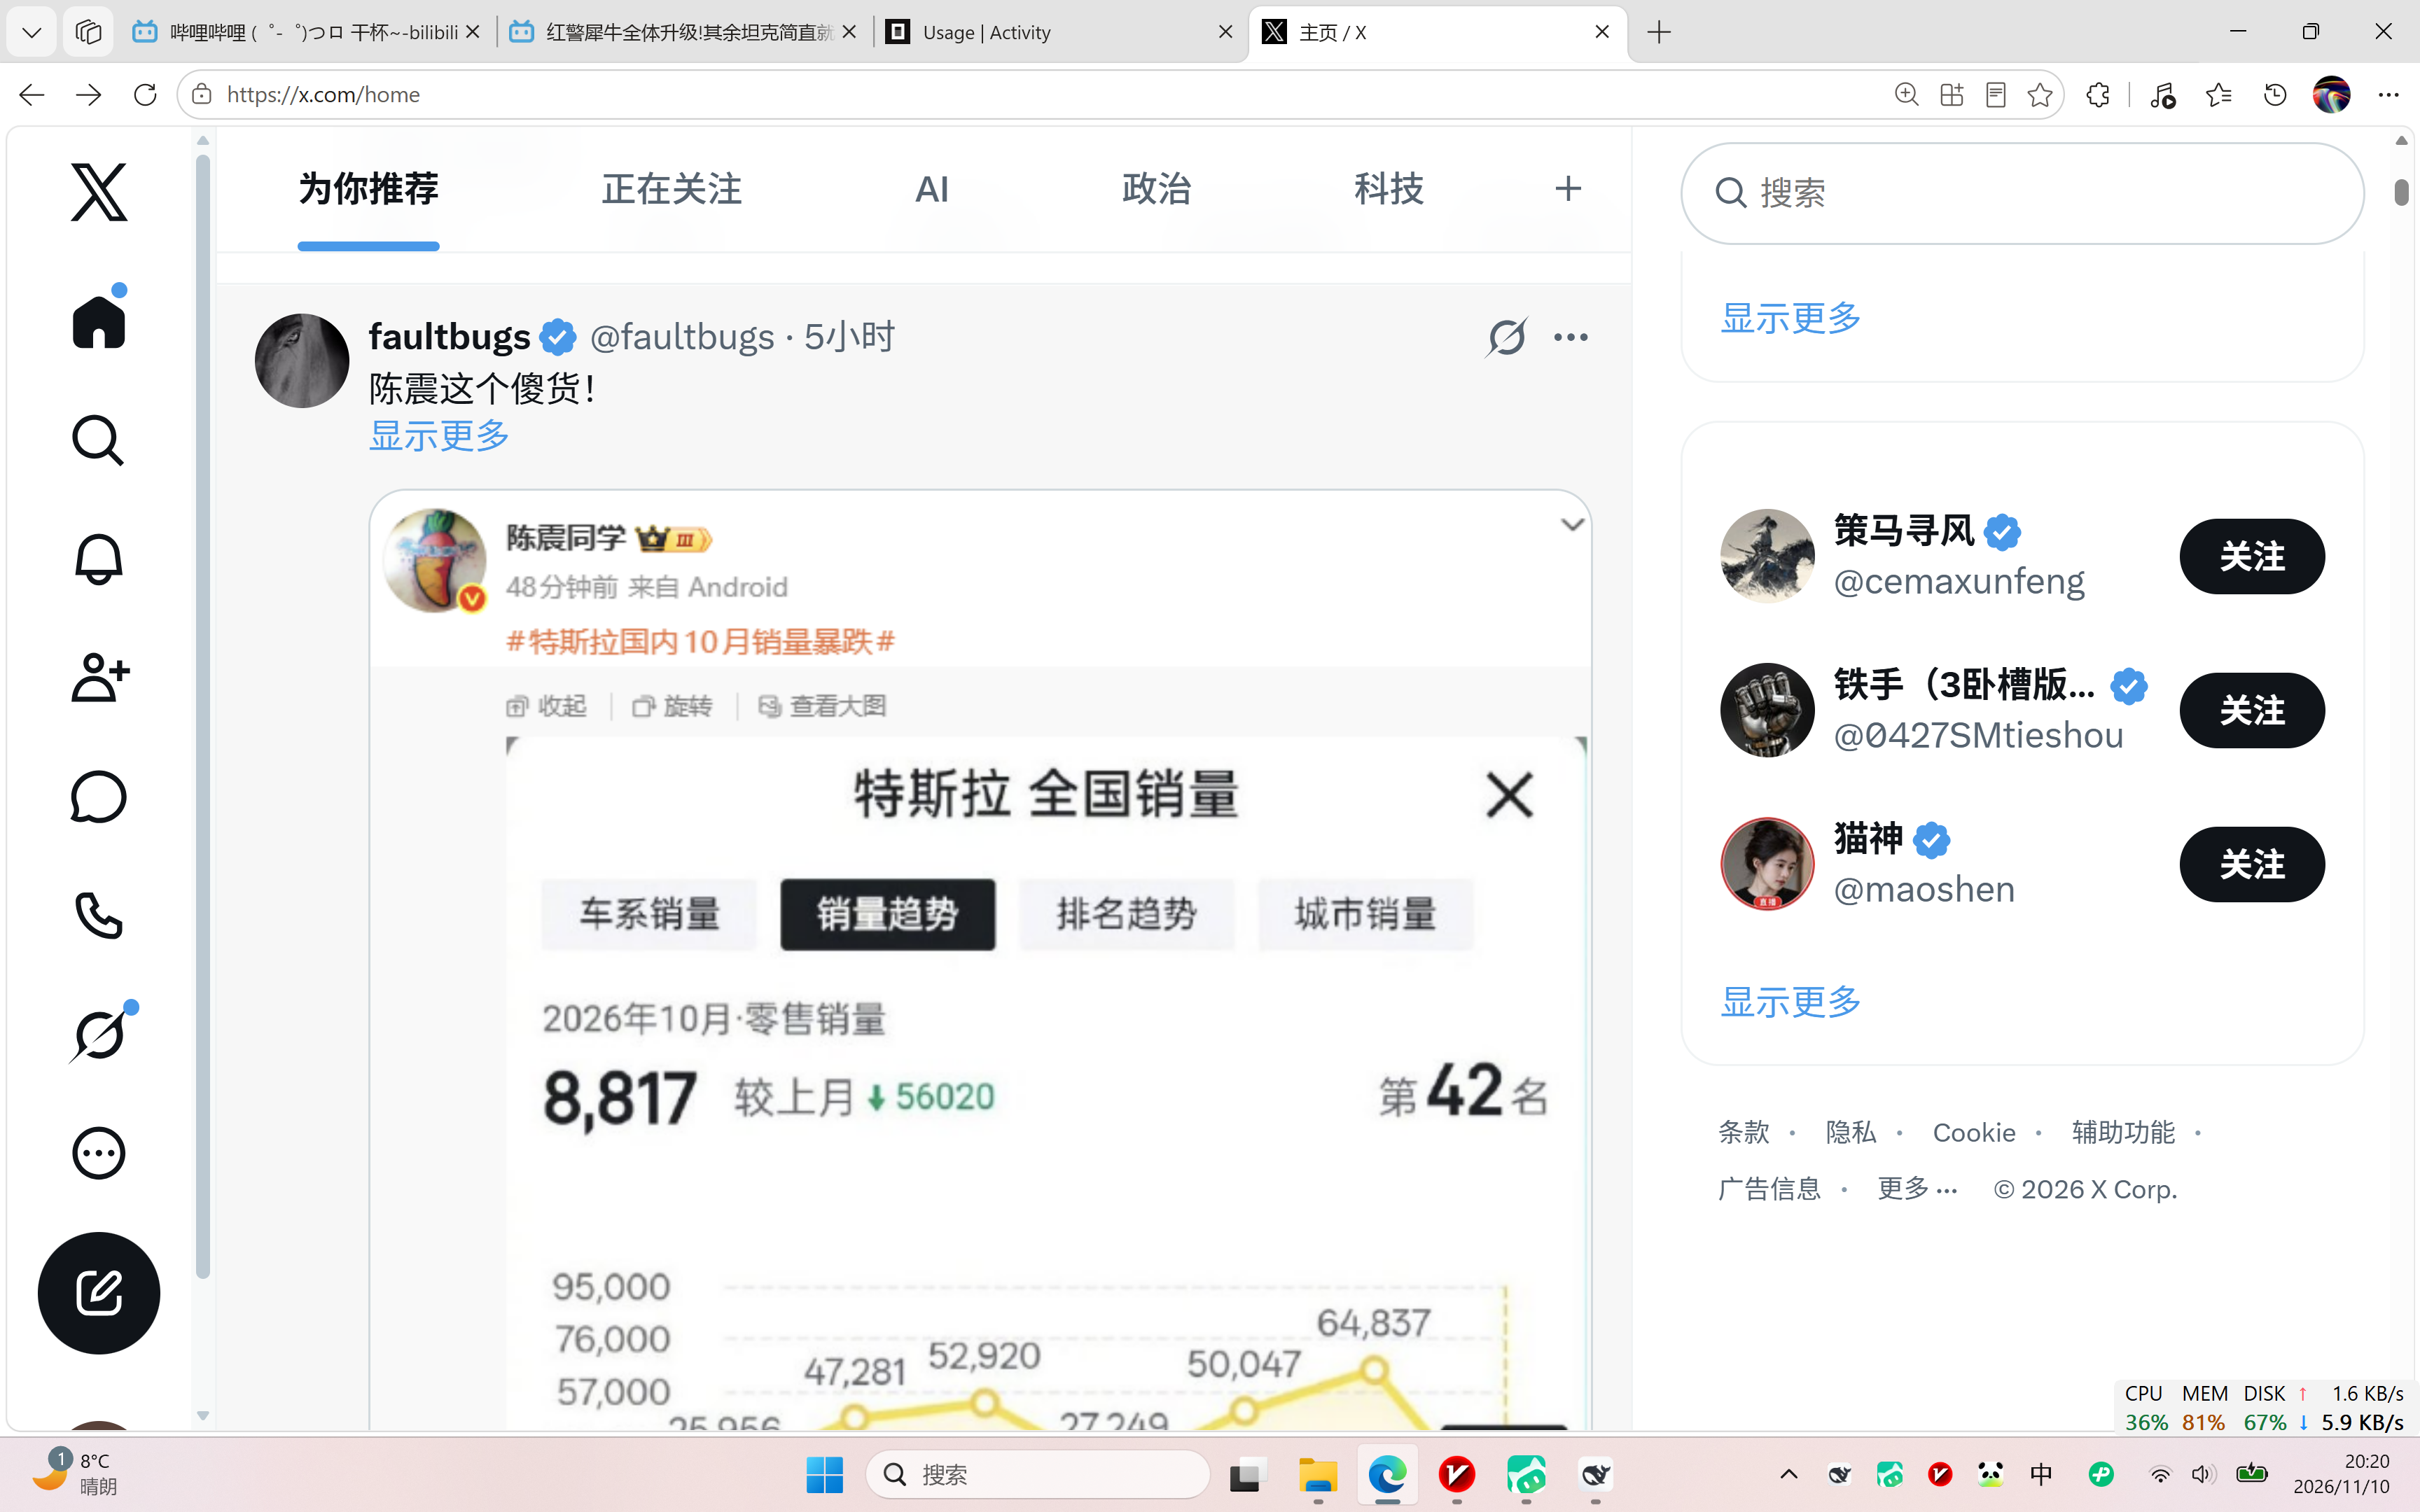 哔哩哔哩 ( ゜- ゜)つロ 干杯~-bilibili
红警犀牛全体升级!其余坦克简直就
Usage | Activity
主页 / X
https://x.com/home
为你推荐
正在关注
AI
政治
科技
搜索
显示更多
faultbugs @faultbugs · 5小时
陈震这个傻货！
显示更多
陈震同学 III
48分钟前 来自 Android
#特斯拉国内10月销量暴跌#
收起
旋转
查看大图
特斯拉 全国销量
车系销量
销量趋势
排名趋势
城市销量
2026年10月·零售销量
8,817 较上月 ↓ 56020
第42名
95,000
76,000
57,000
47,281
52,920
50,047
64,837
25,956
27,249
策马寻风
@cemaxunfeng
关注
铁手（3卧槽版...
@0427SMtieshou
关注
猫神
@maoshen
直播
关注
显示更多
条款 · 隐私 · Cookie · 辅助功能 ·
广告信息 · 更多 ··· © 2026 X Corp.
CPU MEM DISK ↑ 1.6 KB/s
36% 81% 67% ↓ 5.9 KB/s
1
8°C
晴朗
搜索
中
20:20
2026/11/10